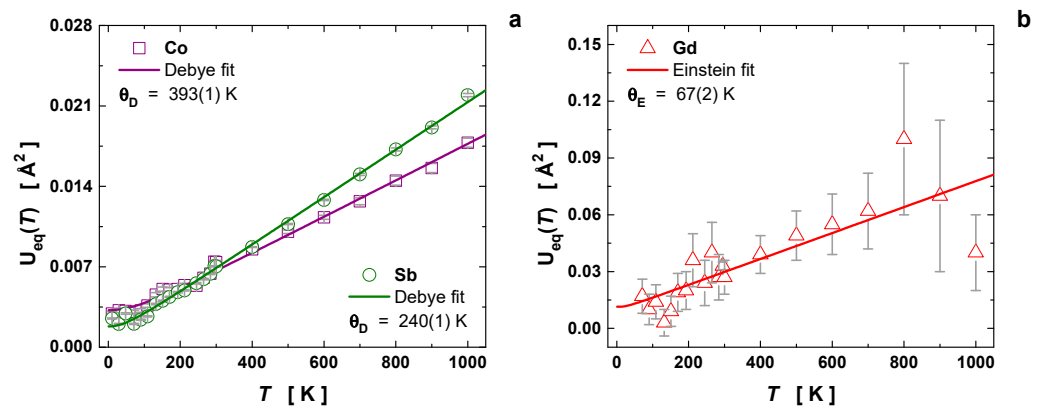 a
Co
Debye fit
θD = 393(1) K
Sb
Debye fit
θD = 240(1) K
0.028
0.021
0.014
0.007
0.000
Ueq(T) [ Å2 ]
0 200 400 600 800 1000
T [ K ]
b
Gd
Einstein fit
θE = 67(2) K
0.15
0.12
0.09
0.06
0.03
0.00
Ueq(T) [ Å2 ]
0 200 400 600 800 1000
T [ K ]